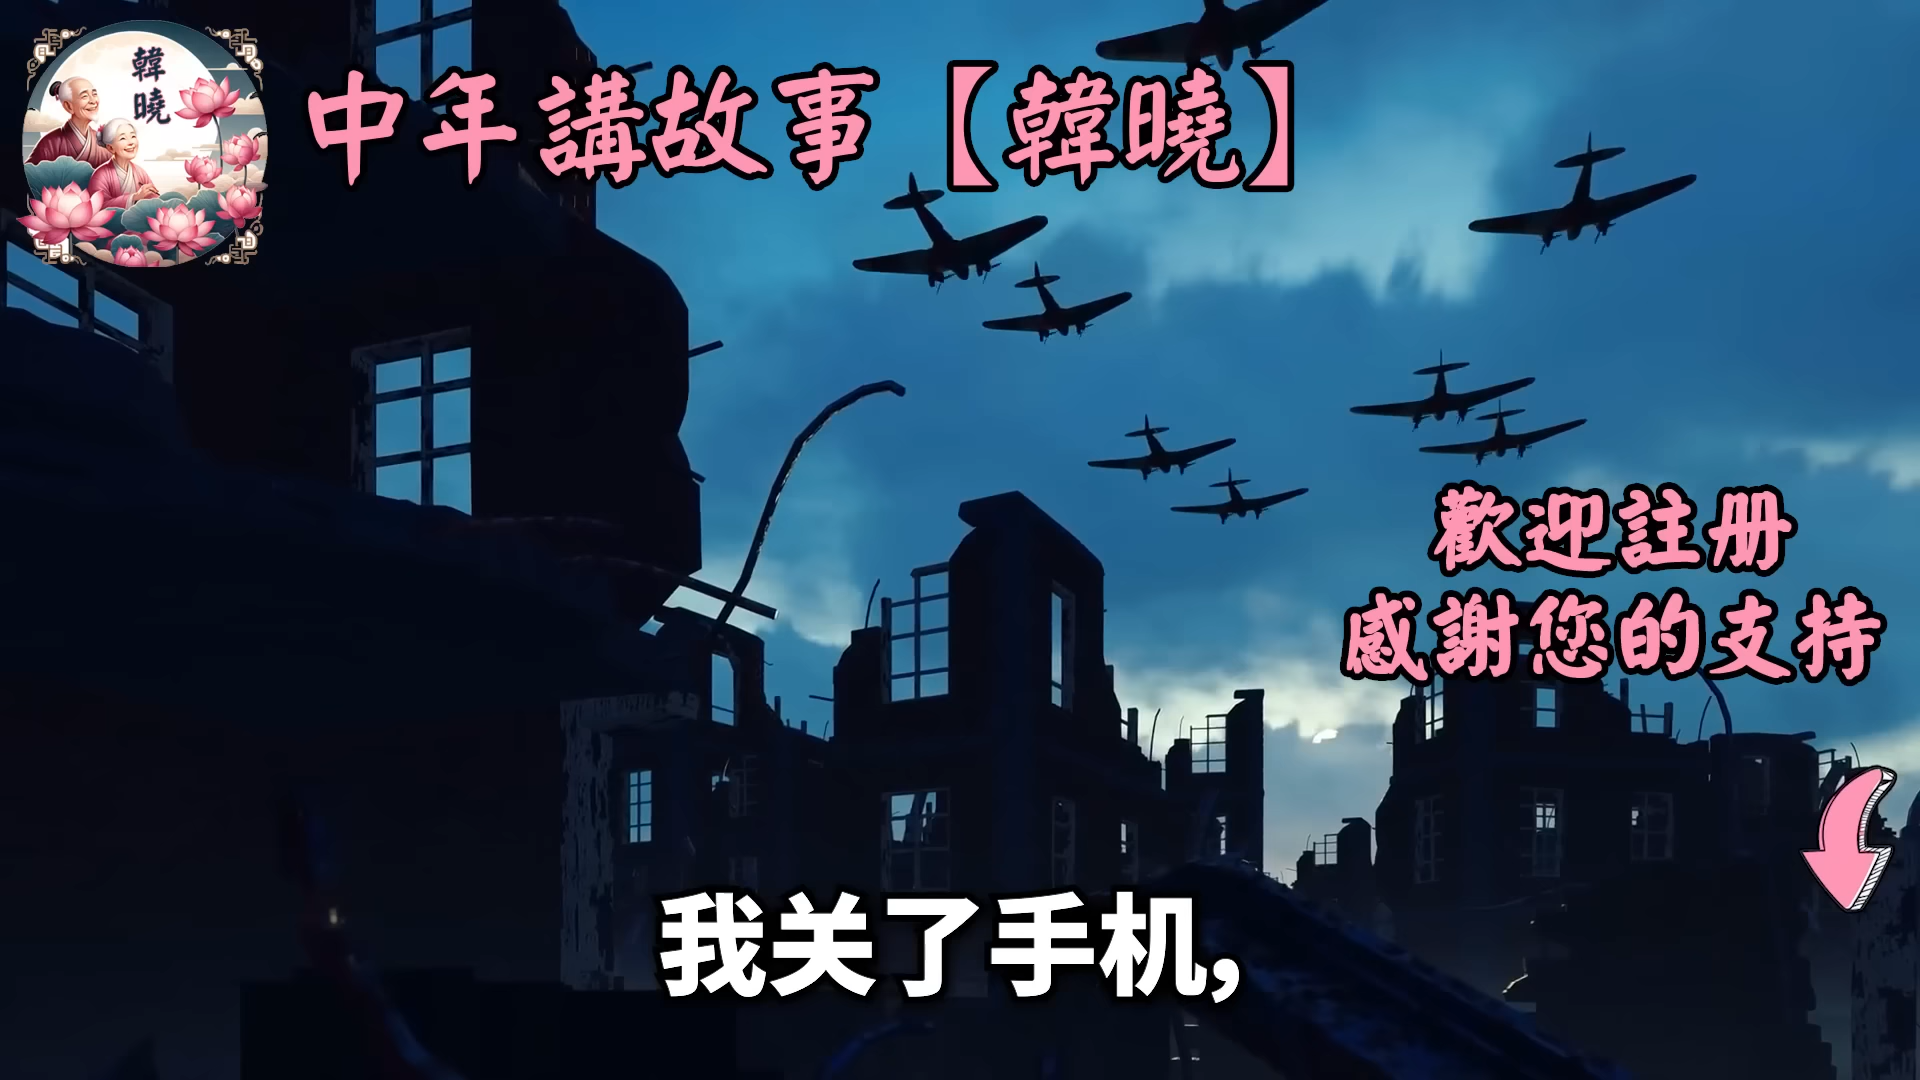 韓
曉
中年講故事【韓曉】
歡迎註册
感謝您的支持
我关了手机,